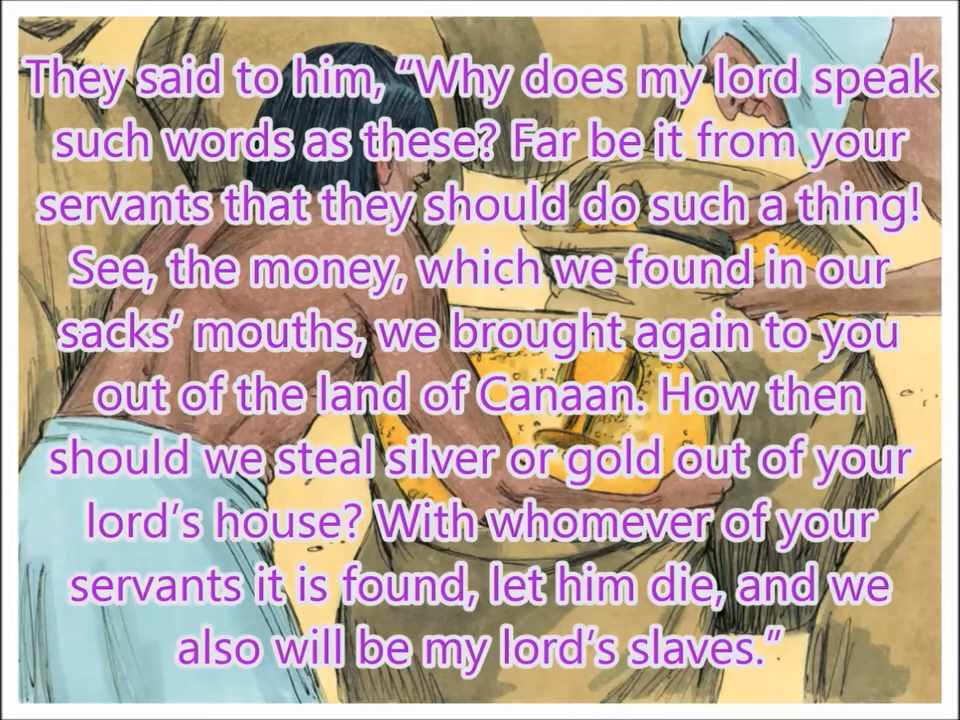 They said to him, “Why does my lord speak
such words as these? Far be it from your
servants that they should do such a thing!
See, the money, which we found in our
sacks’ mouths, we brought again to you
out of the land of Canaan. How then
should we steal silver or gold out of your
lord’s house? With whomever of your
servants it is found, let him die, and we
also will be my lord’s slaves.”